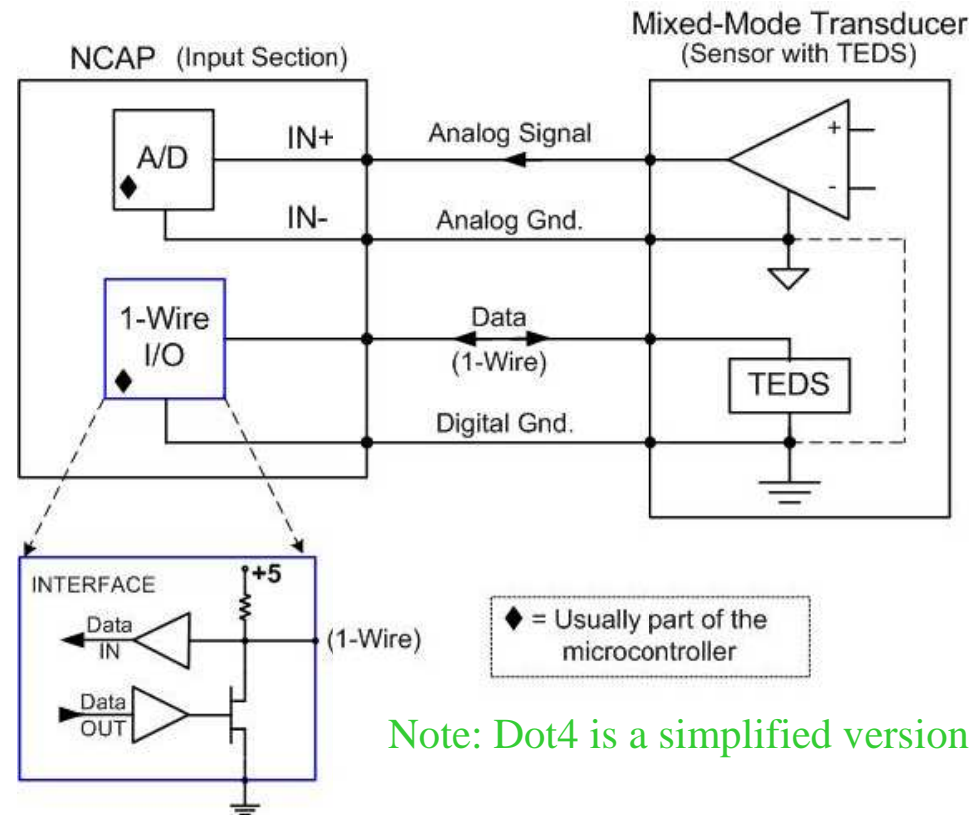 Mixed-Mode Transducer
(Sensor with TEDS)
NCAP (Input Section)
A/D
IN+
IN-
Analog Signal
Analog Gnd.
+
-
1-Wire
I/O
Data
(1-Wire)
Digital Gnd.
TEDS
INTERFACE
+5
Data
IN
(1-Wire)
Data
OUT
♦ = Usually part of the
microcontroller
Note: Dot4 is a simplified version